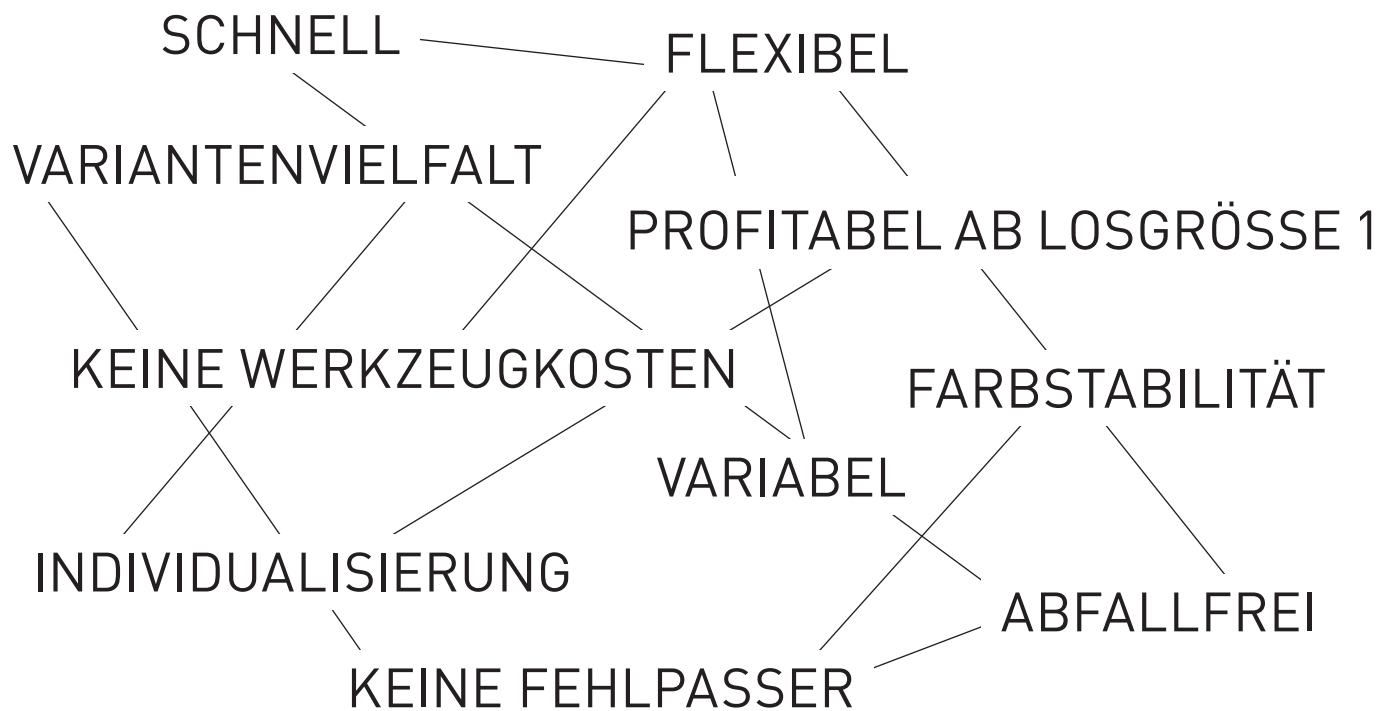 SCHNELL
FLEXIBEL
VARIANTENVIELFALT
PROFITABEL AB LOSGRÖSSE 1
KEINE WERKZEUGKOSTEN
FARBSTABILITÄT
VARIABEL
INDIVIDUALISIERUNG
ABFALLFREI
KEINE FEHLPASSER